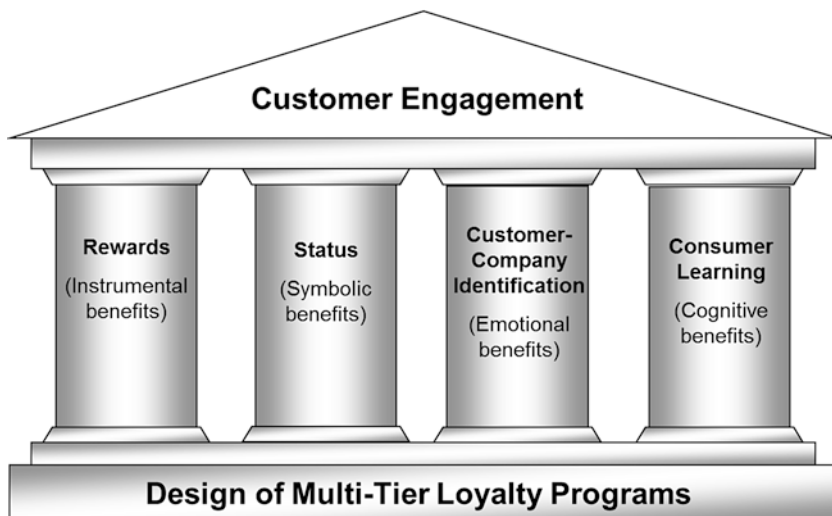 Customer Engagement
Rewards
(Instrumental
benefits)
Status
(Symbolic
benefits)
Customer-
Company
Identification
(Emotional
benefits)
Consumer
Learning
(Cognitive
benefits)
Design of Multi-Tier Loyalty Programs